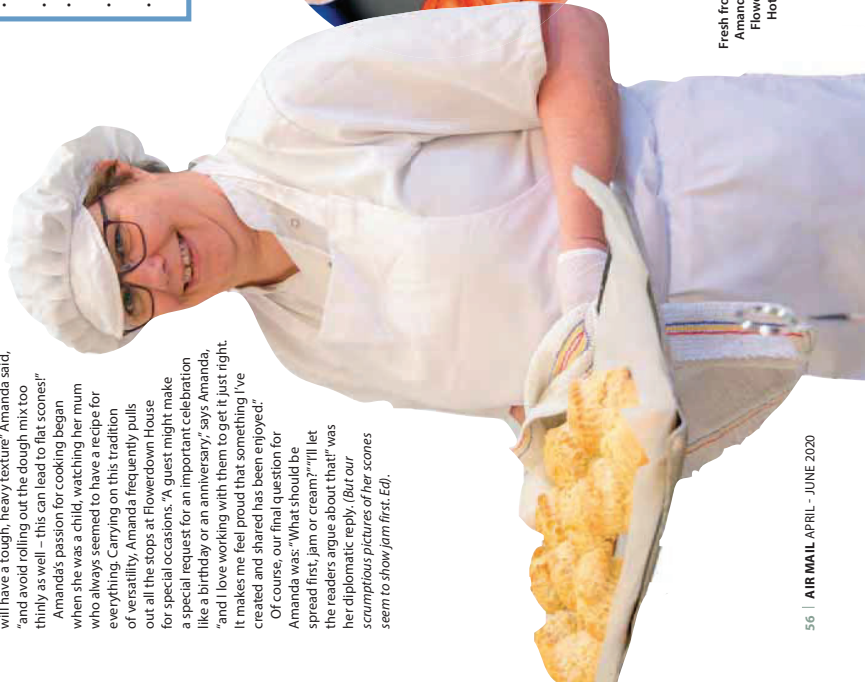 will have a tough, heavy texture” Amanda said,
“and avoid rolling out the dough mix too
thinly as well – this can lead to flat scones!”
Amanda’s passion for cooking began
when she was a child, watching her mum
who always seemed to have a recipe for
everything. Carrying on this tradition
of versatility, Amanda frequently pulls
out all the stops at Flowerdown House
for special occasions. “A guest might make
a special request for an important celebration
like a birthday or an anniversary,” says Amanda,
“and I love working with them to get it just right.
It makes me feel proud that something I’ve
created and shared has been enjoyed.”
Of course, our final question for
Amanda was: “What should be
spread first, jam or cream?” “I’ll let
the readers argue about that!” was
her diplomatic reply. (But our
scrumptious pictures of her scones
seem to show jam first. Ed).
Fresh
56 | AIR MAIL APRIL - JUNE 2020